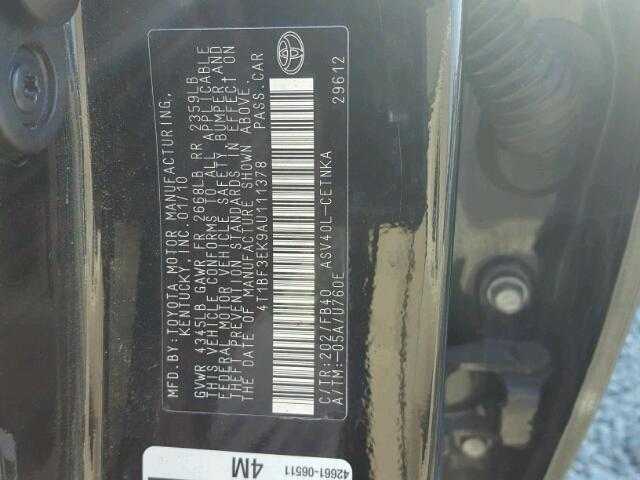 MFD.BY:TOYOTA MOTOR MANUFACTURING,
KENTUCKY, INC. 01/10
GVWR 4345LB GAWR FR 2668LB RR 2359LB
THIS VEHICLE CONFORMS TO ALL APPLICABLE
FEDERAL MOTOR VEHICLE SAFETY, BUMPER, AND
THEFT PREVENTION STANDARDS IN EFFECT ON
THE DATE OF MANUFACTURE SHOWN ABOVE.
4T1BF3EK9AU111378 PASS.CAR
C/TR:202/FB40 ASV40L-CETNKA
A/TM:-05A/U760E 29612
42661-06511
4M